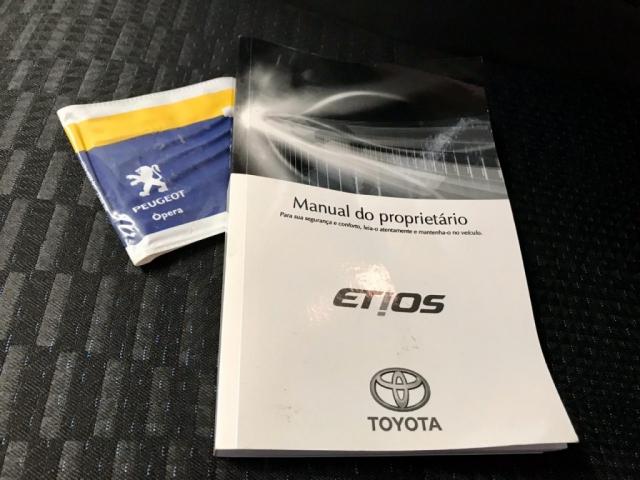 PEUGEOT
Opera
Manual do proprietário
Para sua segurança e conforto, leia-o atentamente e mantenha-o no veículo.
ETIOS
TOYOTA